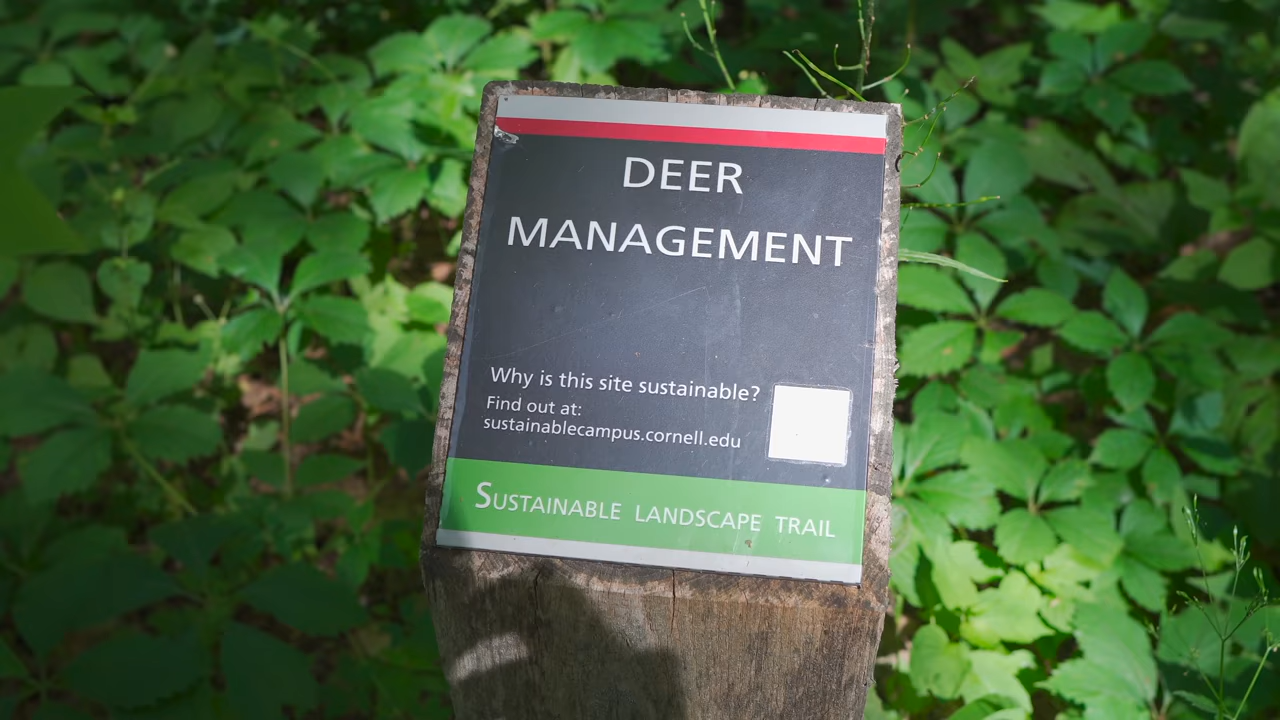 DEER
MANAGEMENT
Why is this site sustainable?
Find out at:
sustainablecampus.cornell.edu
SUSTAINABLE LANDSCAPE TRAIL